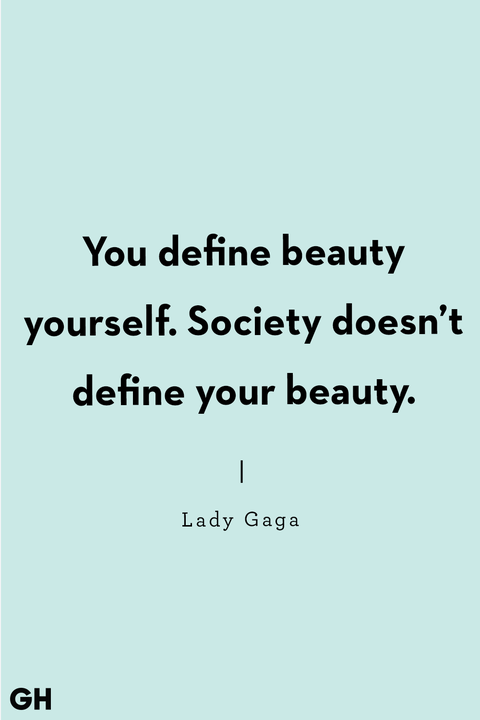 You define beauty
yourself. Society doesn’t
define your beauty.
Lady Gaga
GH